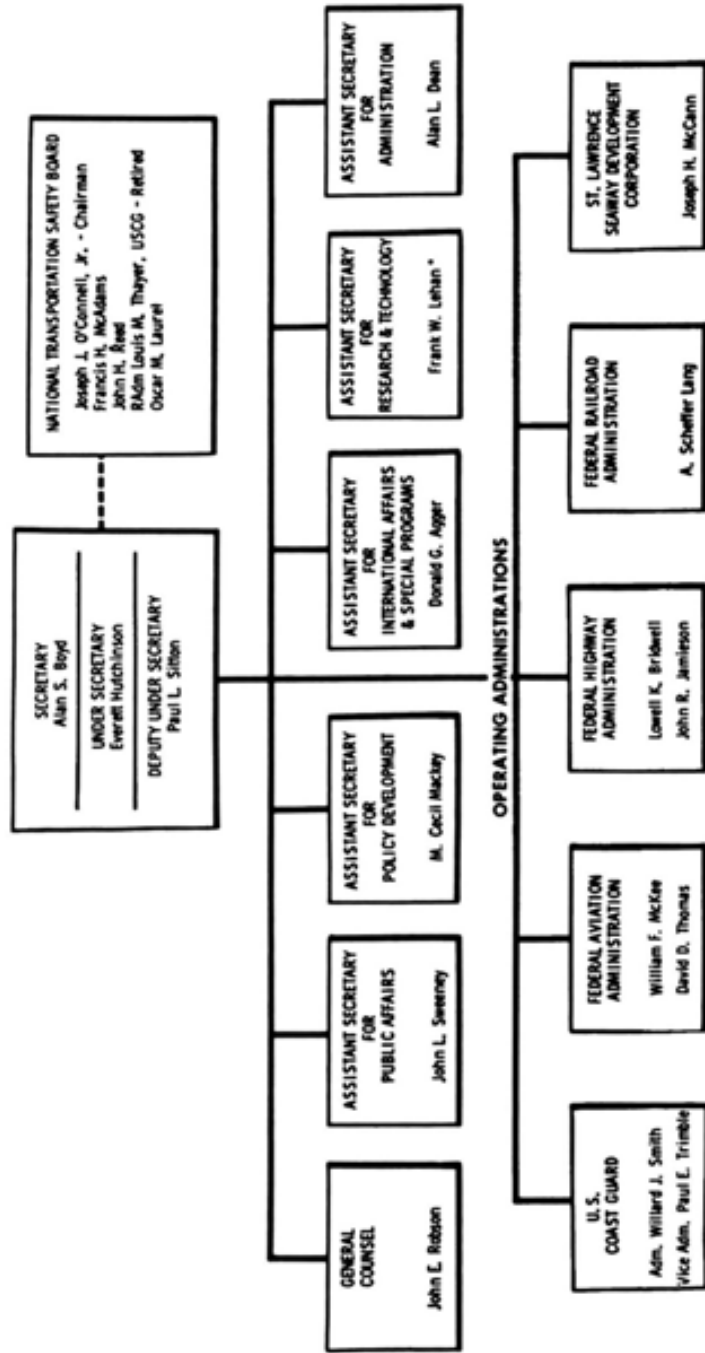 SECRETARY
Alan S. Boyd
UNDER SECRETARY
Everett Hutchinson
DEPUTY UNDER SECRETARY
Paul L. Sitton
NATIONAL TRANSPORTATION SAFETY BOARD
Joseph J. O'Connell, Jr. - Chairman
Francis H. McAdams
John H. Reed
RAdm Louis M. Thayer, USCG - Retired
Oscar M. Laurel
GENERAL
COUNSEL
John E. Robson
ASSISTANT SECRETARY
FOR
PUBLIC AFFAIRS
John L. Sweeney
ASSISTANT SECRETARY
FOR
POLICY DEVELOPMENT
M. Cecil Mackey
ASSISTANT SECRETARY
FOR
INTERNATIONAL AFFAIRS
& SPECIAL PROGRAMS
Donald G. Agger
ASSISTANT SECRETARY
FOR
RESEARCH & TECHNOLOGY
Frank W. Lehan *
ASSISTANT SECRETARY
FOR
ADMINISTRATION
Alan L. Dean
OPERATING ADMINISTRATIONS
U. S.
COAST GUARD
Adm. Willard J. Smith
Vice Adm. Paul E. Trimble
FEDERAL AVIATION
ADMINISTRATION
William F. McKee
David D. Thomas
FEDERAL HIGHWAY
ADMINISTRATION
Lowell K. Bridwell
John R. Jamieson
FEDERAL RAILROAD
ADMINISTRATION
A. Scheffer Lang
ST. LAWRENCE
SEAWAY DEVELOPMENT
CORPORATION
Joseph H. McCann